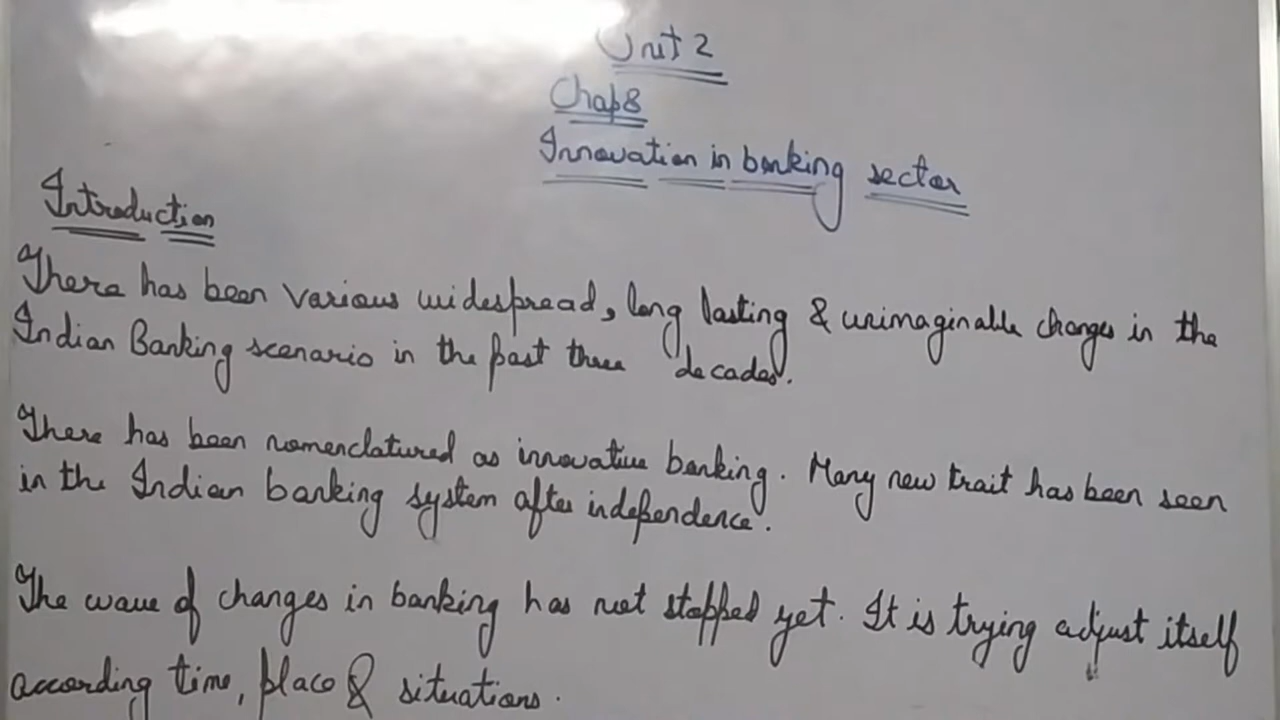 Unit 2
Chap 8
Innovation in banking sector
Introduction
There has been various widespread, long lasting & unimaginable changes in the
Indian Banking scenario in the past three decades.
There has been nomenclatured as innovative banking. Many new trait has been seen
in the Indian banking system after independence.
The wave of changes in banking has not stopped yet. It is trying adjust itself
according time, place & situations.